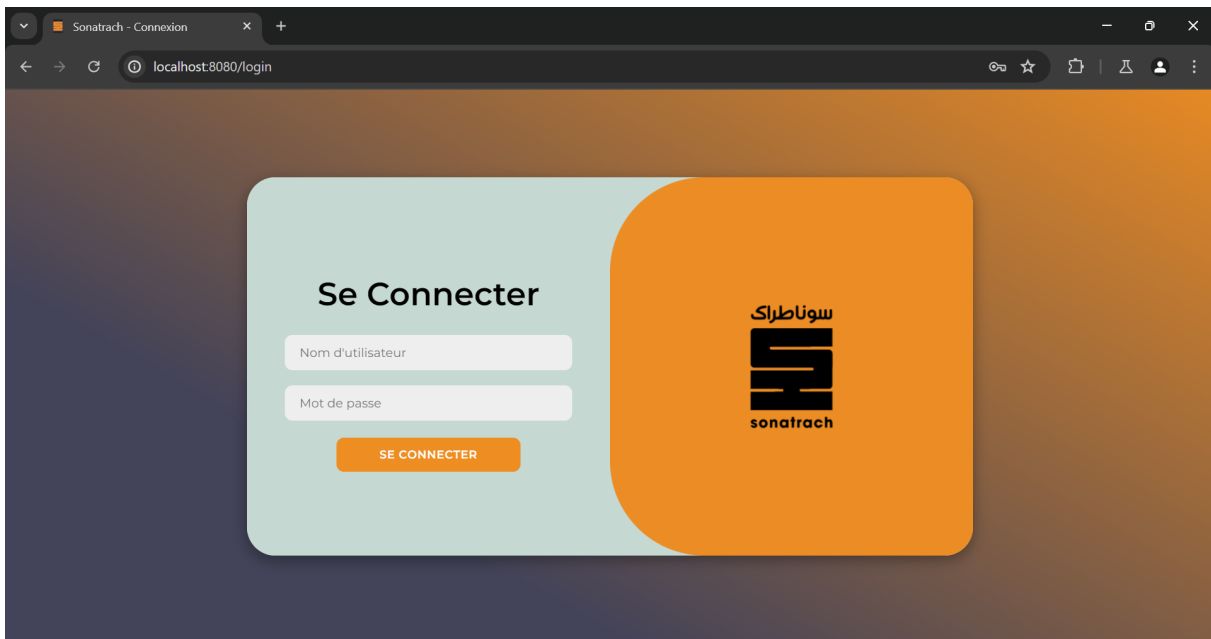 Sonatrach - Connexion
localhost:8080/login
Se Connecter
Nom d'utilisateur
Mot de passe
SE CONNECTER
سوناطراك
sonatrach